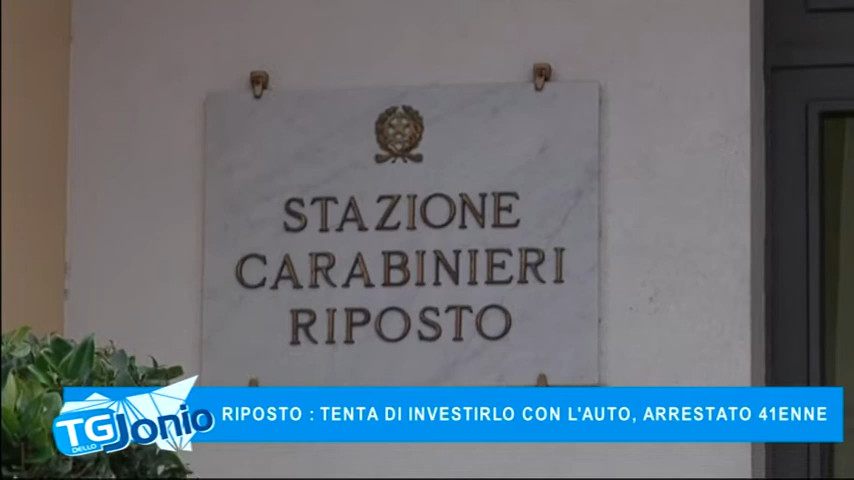 STAZIONE
CARABINIERI
RIPOSTO
TG DELLO Jonio
RIPOSTO : TENTA DI INVESTIRLO CON L'AUTO, ARRESTATO 41ENNE